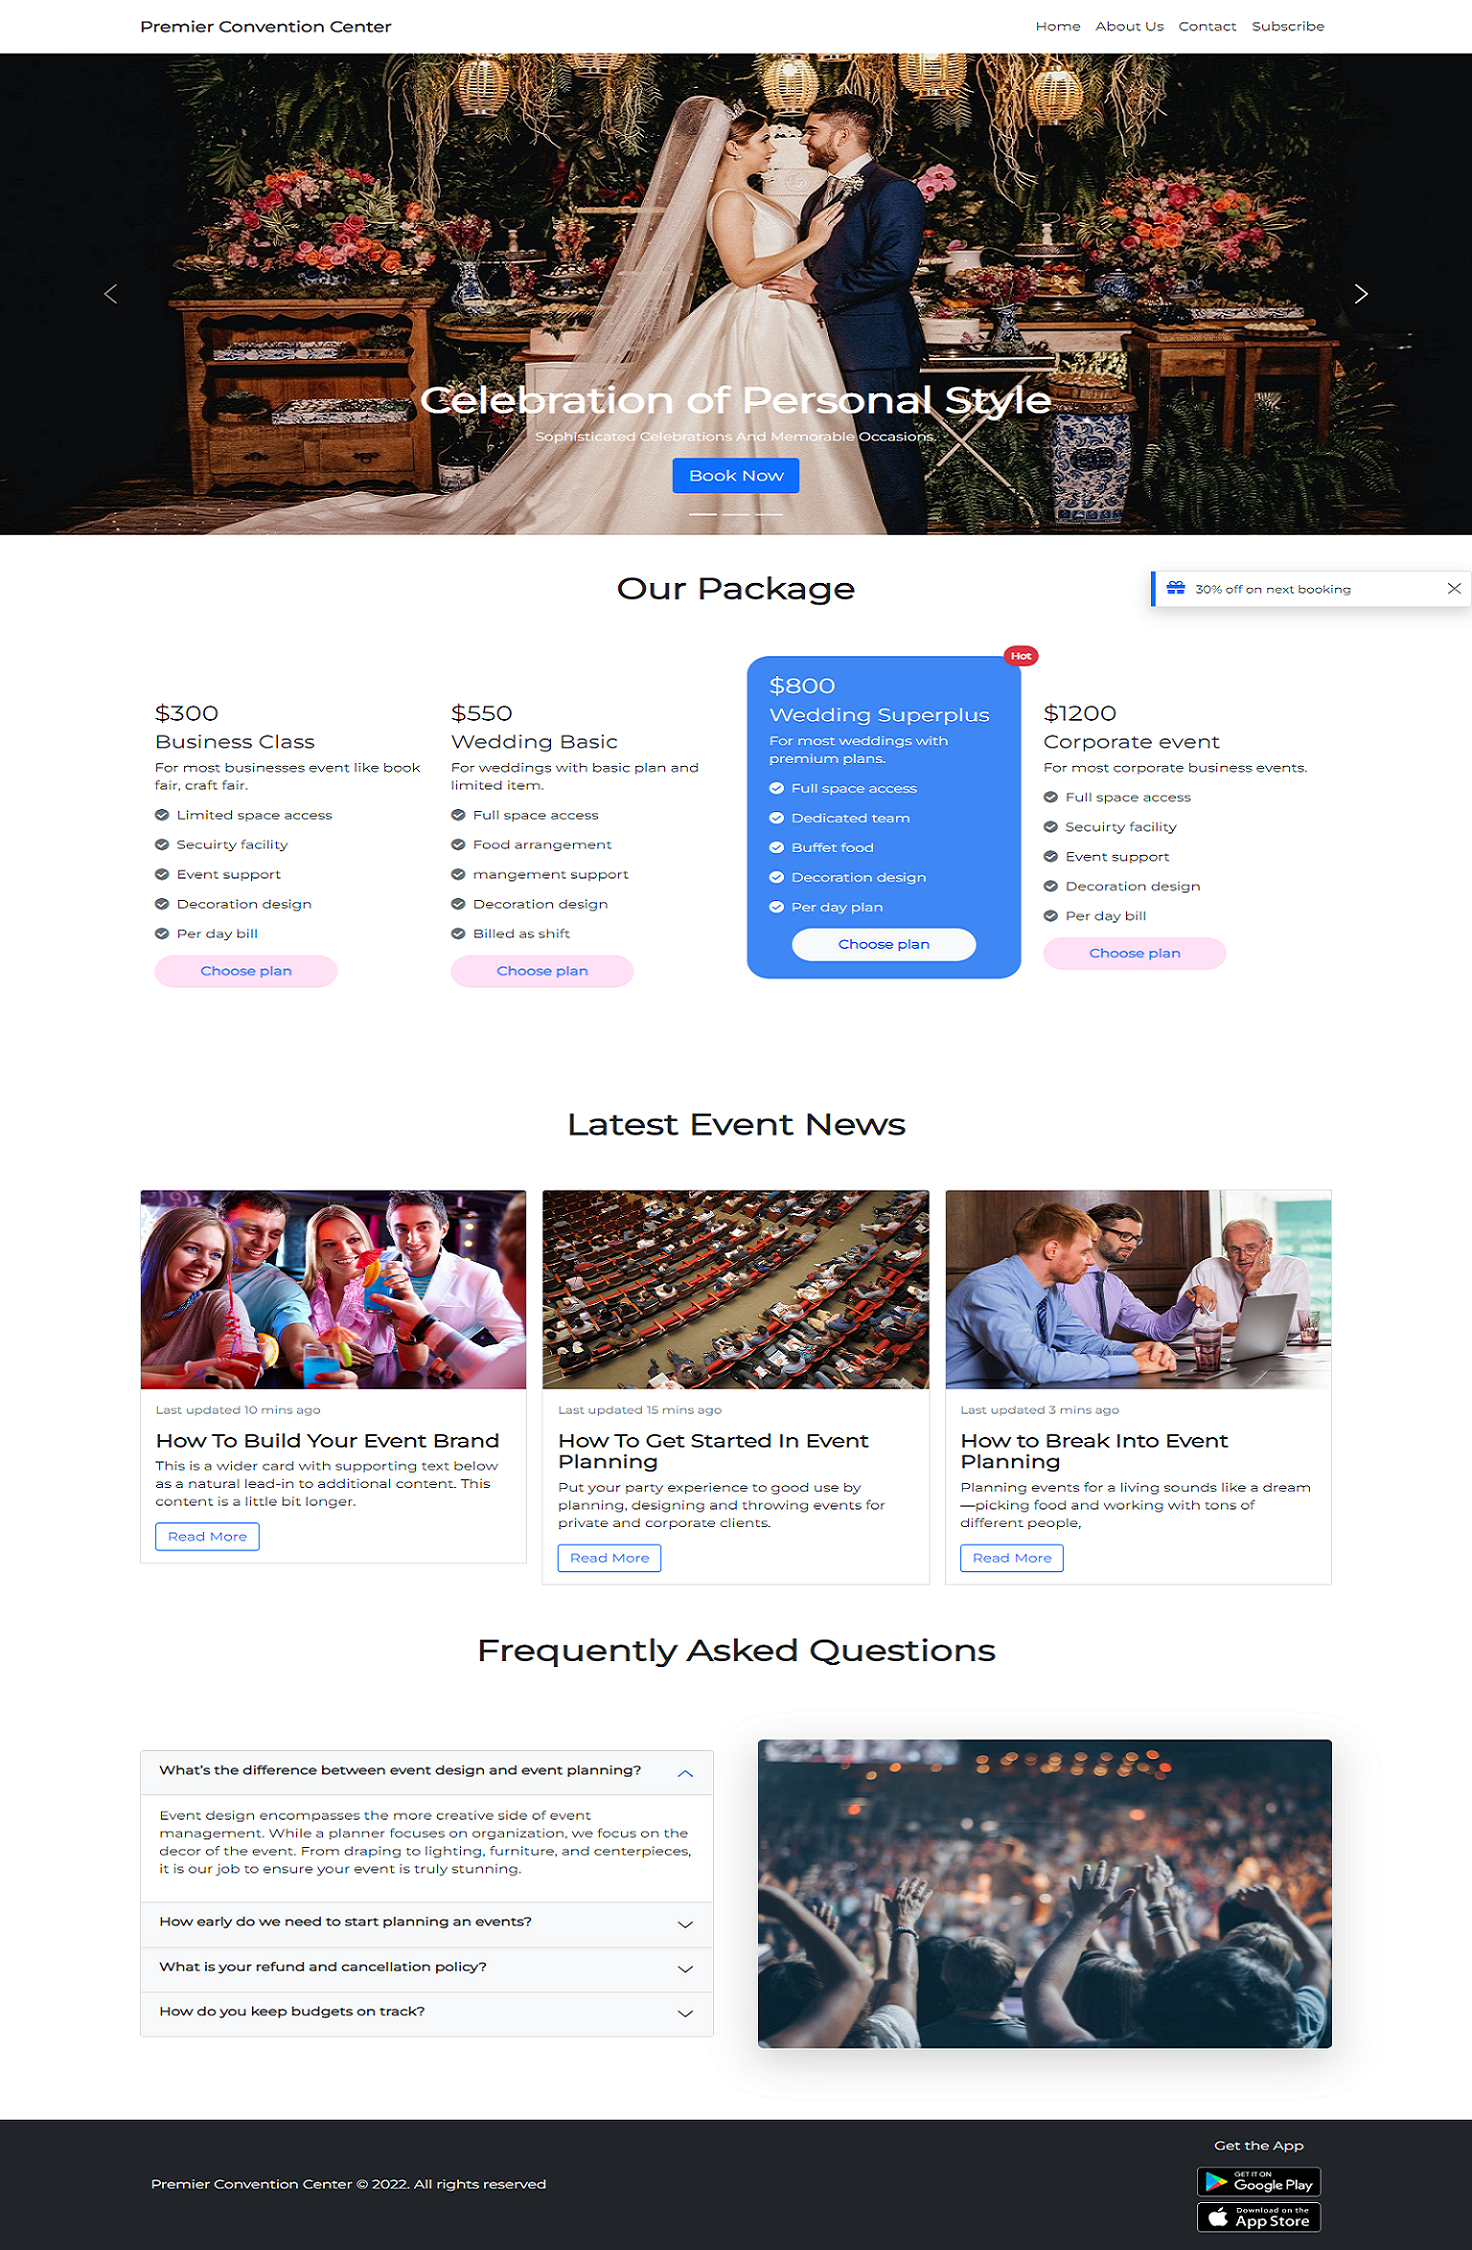 Premier Convention Center
Home About Us Contact Subscribe
Celebration of Personal Style
Sophisticated Celebrations And Memorable Occasions.
Book Now
Our Package
30% off on next booking
$300
Business Class
For most businesses event like book
fair, craft fair.
Limited space access
Secuirty facility
Event support
Decoration design
Per day bill
Choose plan
$550
Wedding Basic
For weddings with basic plan and
limited item.
Full space access
Food arrangement
mangement support
Decoration design
Billed as shift
Choose plan
Hot
$800
Wedding Superplus
For most weddings with
premium plans.
Full space access
Dedicated team
Buffet food
Decoration design
Per day plan
Choose plan
$1200
Corporate event
For most corporate business events.
Full space access
Secuirty facility
Event support
Decoration design
Per day bill
Choose plan
Latest Event News
Last updated 10 mins ago
How To Build Your Event Brand
This is a wider card with supporting text below
as a natural lead-in to additional content. This
content is a little bit longer.
Read More
Last updated 15 mins ago
How To Get Started In Event
Planning
Put your party experience to good use by
planning, designing and throwing events for
private and corporate clients.
Read More
Last updated 3 mins ago
How to Break Into Event
Planning
Planning events for a living sounds like a dream
—picking food and working with tons of
different people,
Read More
Frequently Asked Questions
What's the difference between event design and event planning?
Event design encompasses the more creative side of event
management. While a planner focuses on organization, we focus on the
decor of the event. From draping to lighting, furniture, and centerpieces,
it is our job to ensure your event is truly stunning.
How early do we need to start planning an events?
What is your refund and cancellation policy?
How do you keep budgets on track?
Premier Convention Center © 2022. All rights reserved
Get the App
GET IT ON
Google Play
Download on the
App Store